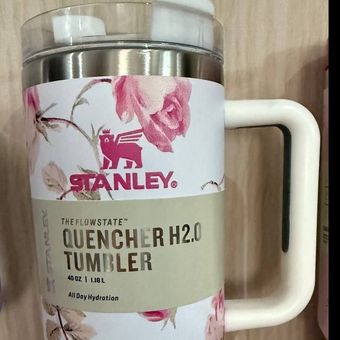 STANLEY®
THE FLOWSTATE™
QUENCHER H2.0
TUMBLER
40 OZ | 1.18 L
All Day Hydration